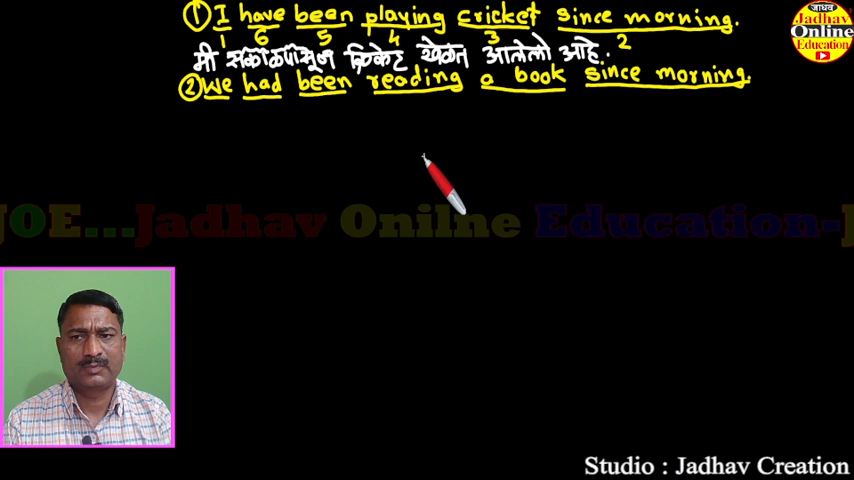 ① I have been playing cricket since morning.
1 6 5 4 3 2
मी सकाळपासून क्रिकेट खेळत आलेलो आहे.
② We had been reading a book since morning.
जाधव
Jadhav
Online
Education
JOE...Jadhav Onilne Education-J
Studio : Jadhav Creation